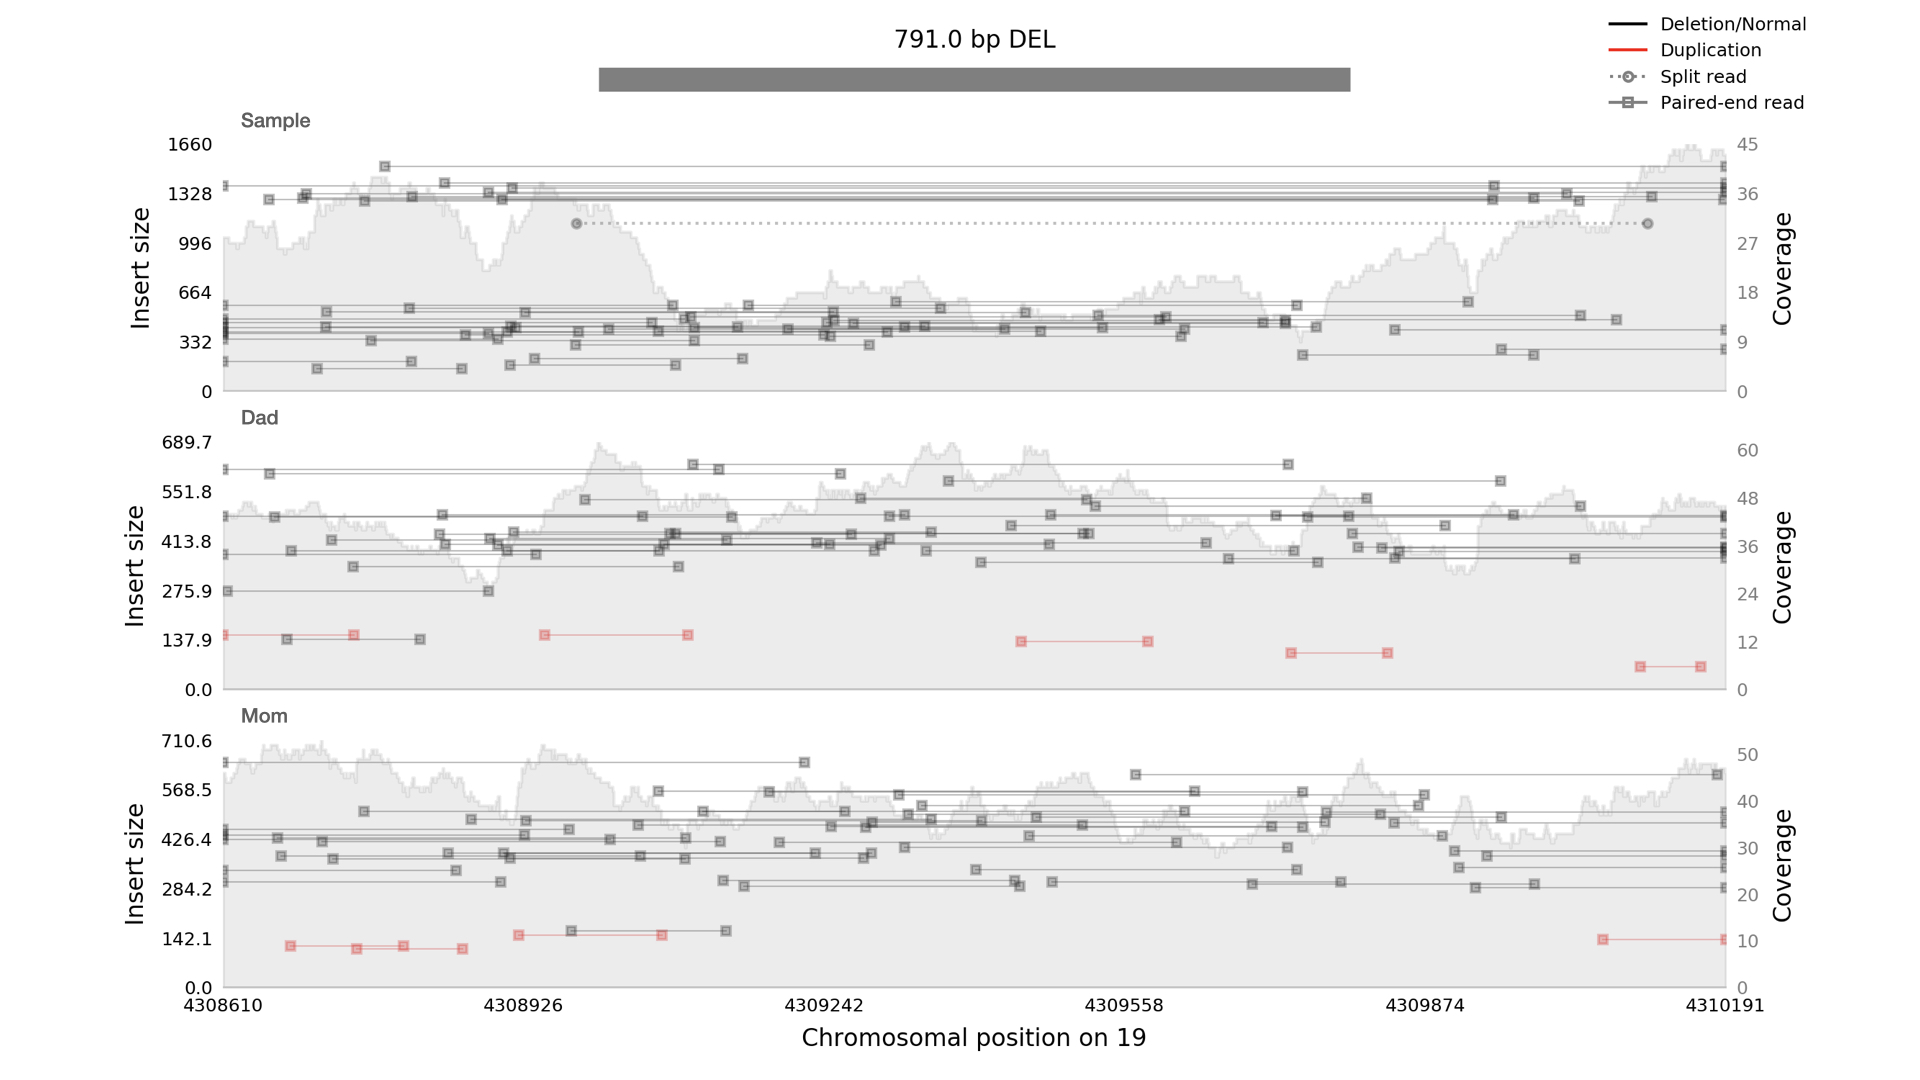 791.0 bp DEL
Deletion/Normal
Duplication
Split read
Paired-end read
Sample
1660
1328
996
664
332
0
Insert size
45
36
27
18
9
0
Coverage
Dad
689.7
551.8
413.8
275.9
137.9
0.0
Insert size
60
48
36
24
12
0
Coverage
Mom
710.6
568.5
426.4
284.2
142.1
0.0
Insert size
50
40
30
20
10
0
Coverage
4308610 4308926 4309242 4309558 4309874 4310191
Chromosomal position on 19